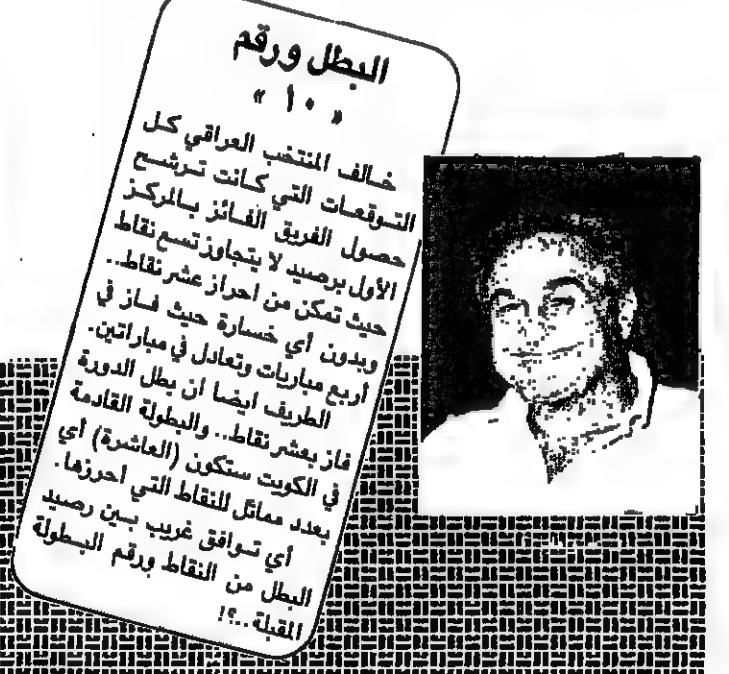 البطل ورقم
« ١٠ »
خالف المنتخب العراقي كل
التوقعات التي كانت ترشح
حصول الفريق الفائز بالمركز
الأول برصيد لا يتجاوز تسع نقاط
حيث تمكن من احراز عشر نقاط..
وبدون أي خسارة حيث فاز في
أربع مباريات وتعادل في مباراتين.
الطريف ايضا ان بطل الدورة
فاز بعشر نقاط.. والبطولة القادمة
في الكويت ستكون (العاشرة) أي
بعدد مماثل للنقاط التي احرزها.
أي توافق غريب بين رصيد
البطل من النقاط ورقم البطولة
المقبلة..؟!